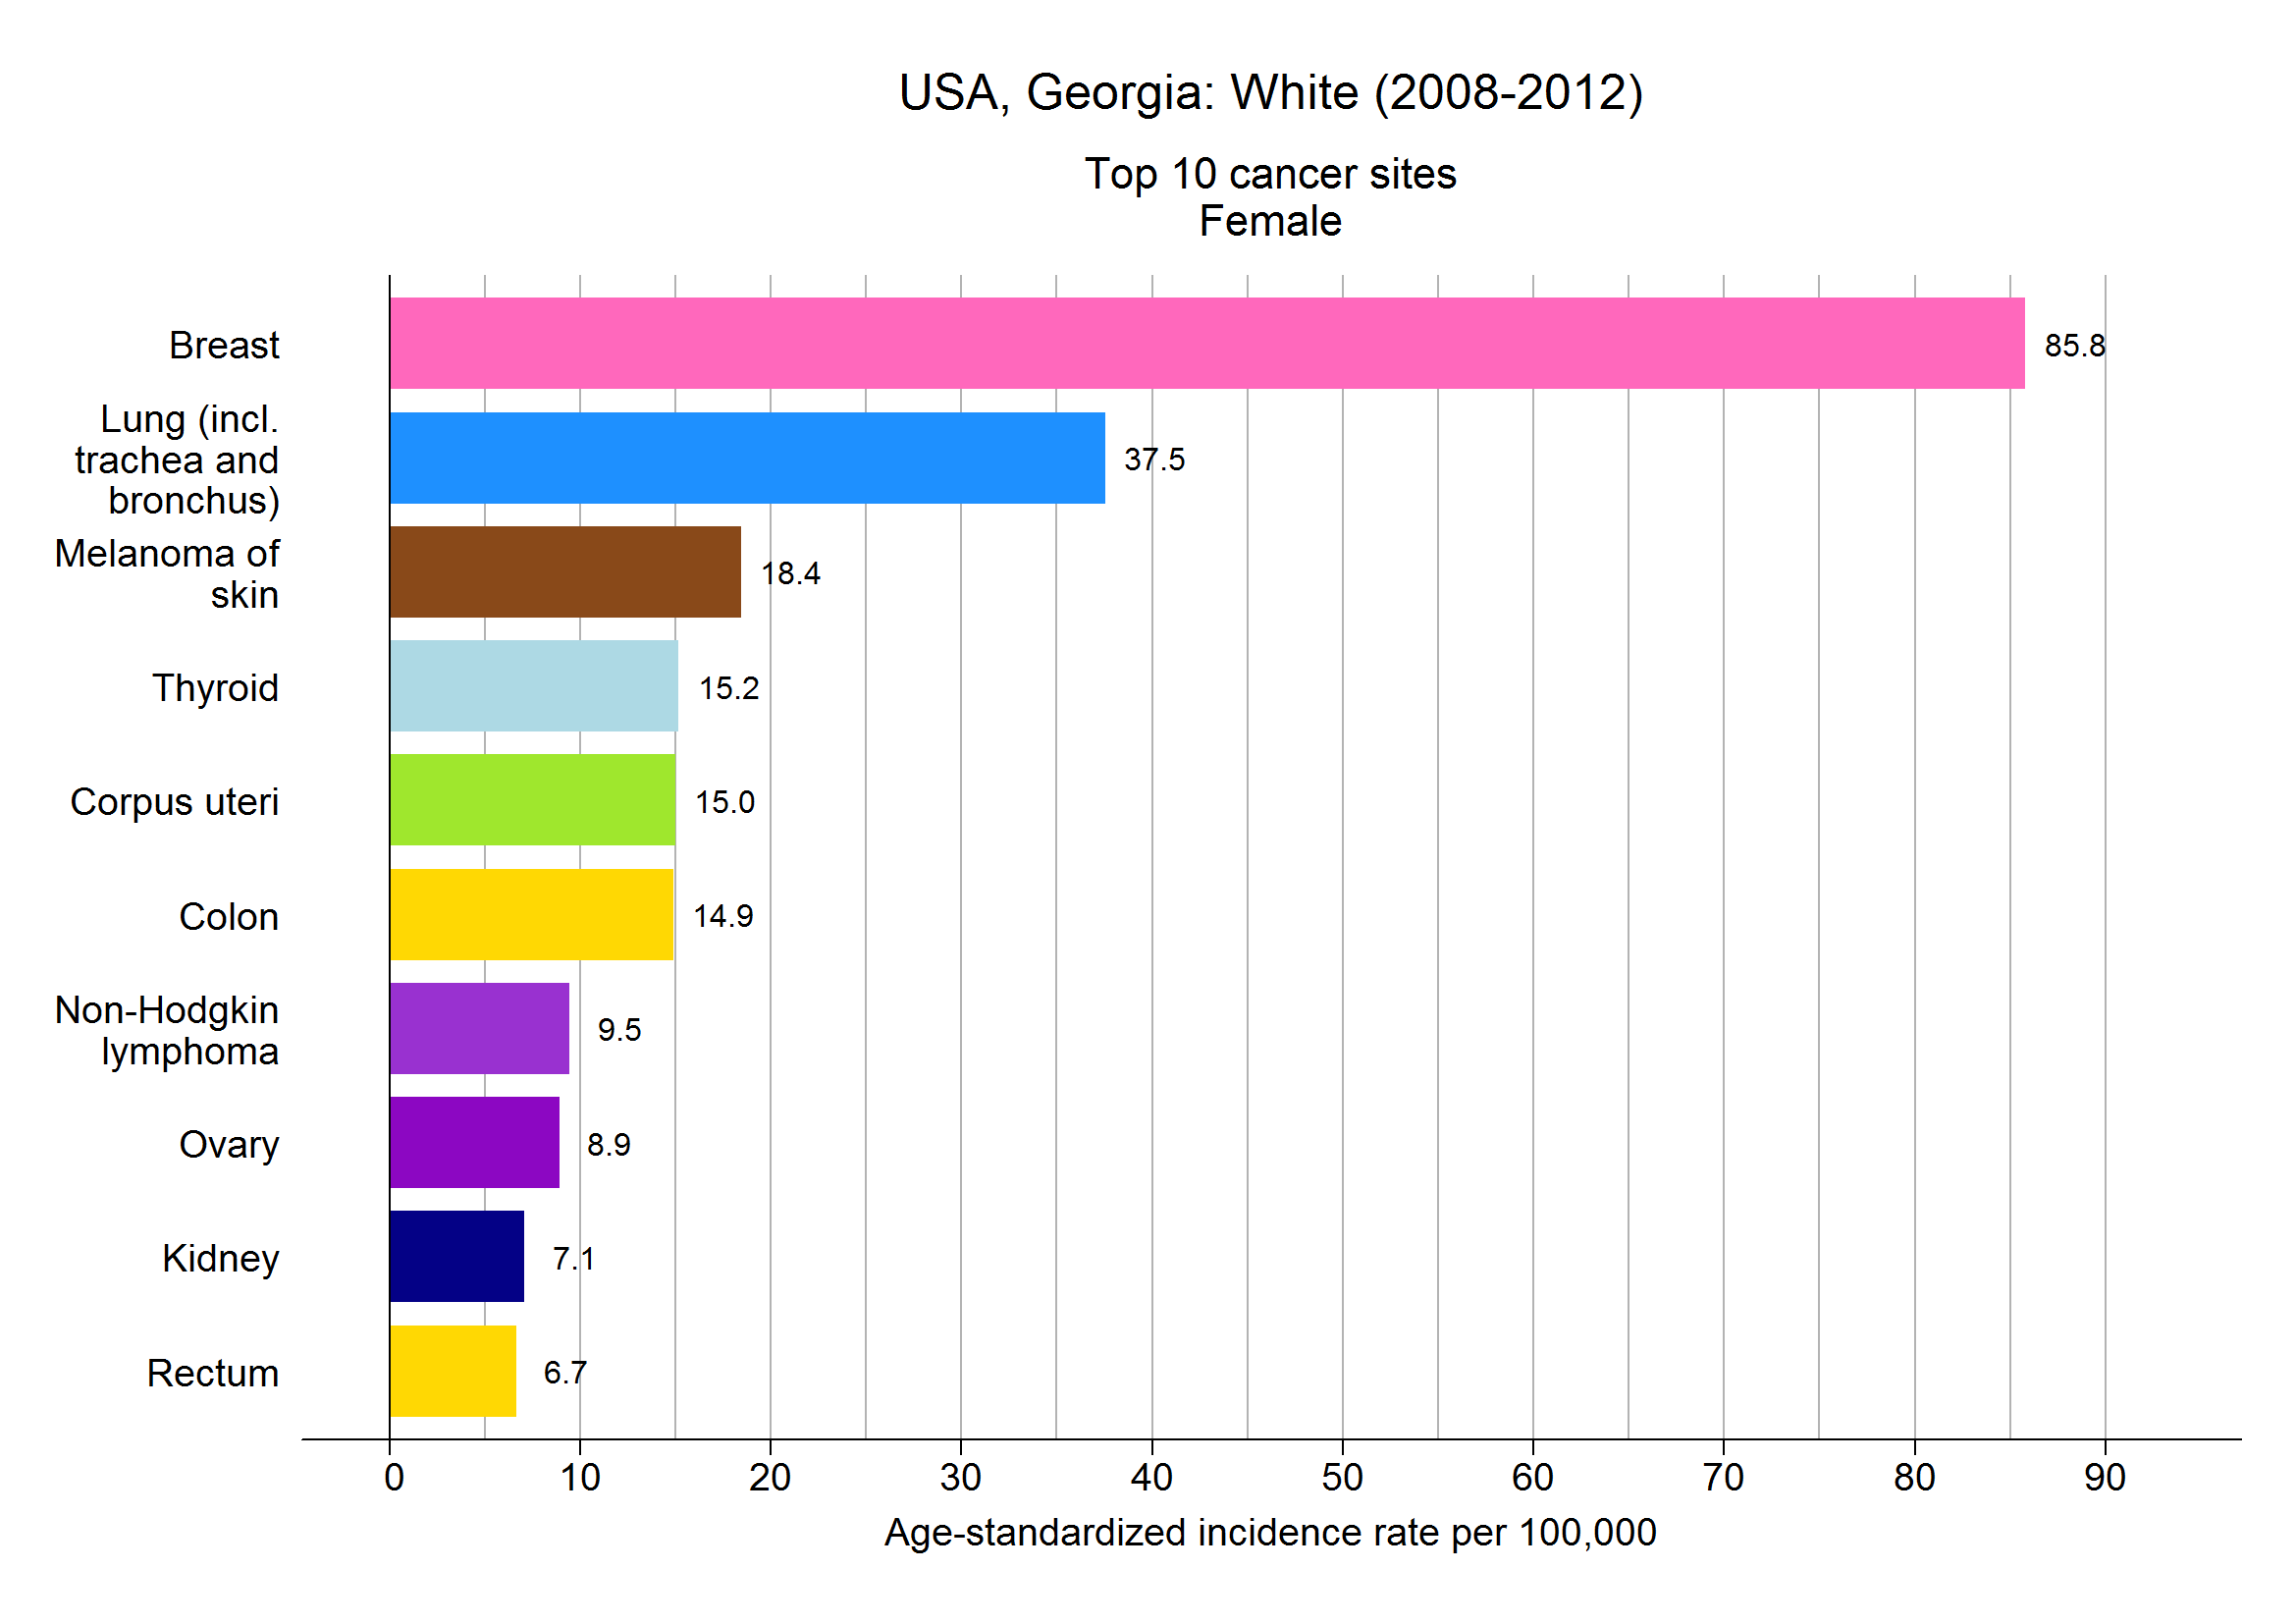 USA, Georgia: White (2008-2012)
Top 10 cancer sites
Female
Breast
85.8
Lung (incl.
trachea and
bronchus)
37.5
Melanoma of
skin
18.4
Thyroid
15.2
Corpus uteri
15.0
Colon
14.9
Non-Hodgkin
lymphoma
9.5
Ovary
8.9
Kidney
7.1
Rectum
6.7
0 10 20 30 40 50 60 70 80 90
Age-standardized incidence rate per 100,000